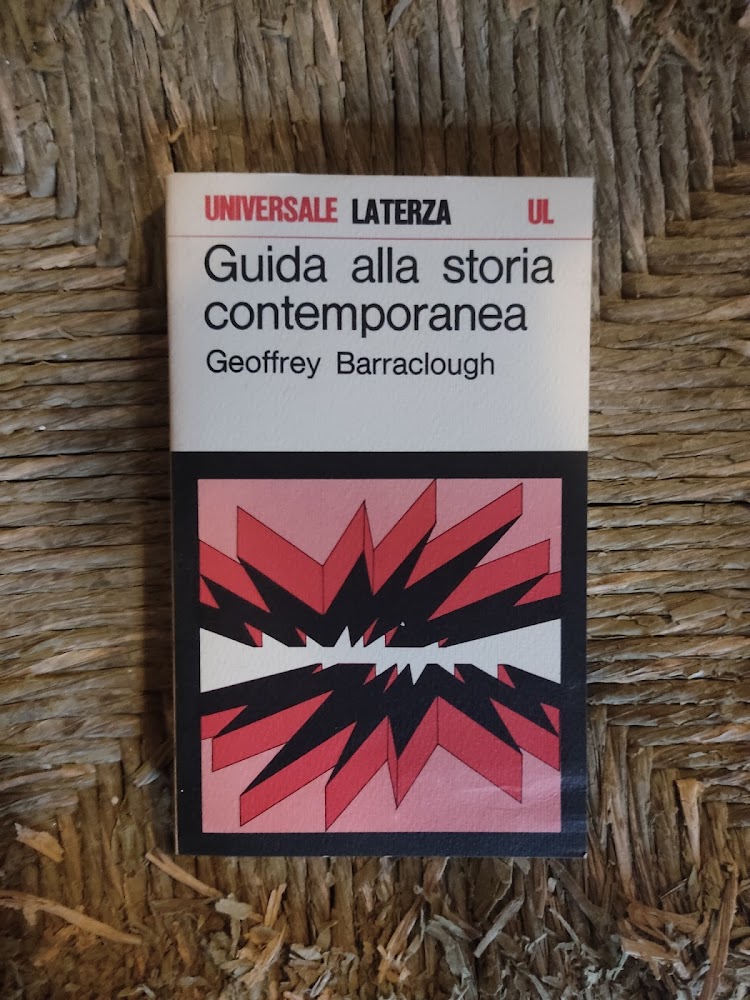 UNIVERSALE LATERZA UL
Guida alla storia
contemporanea
Geoffrey Barraclough